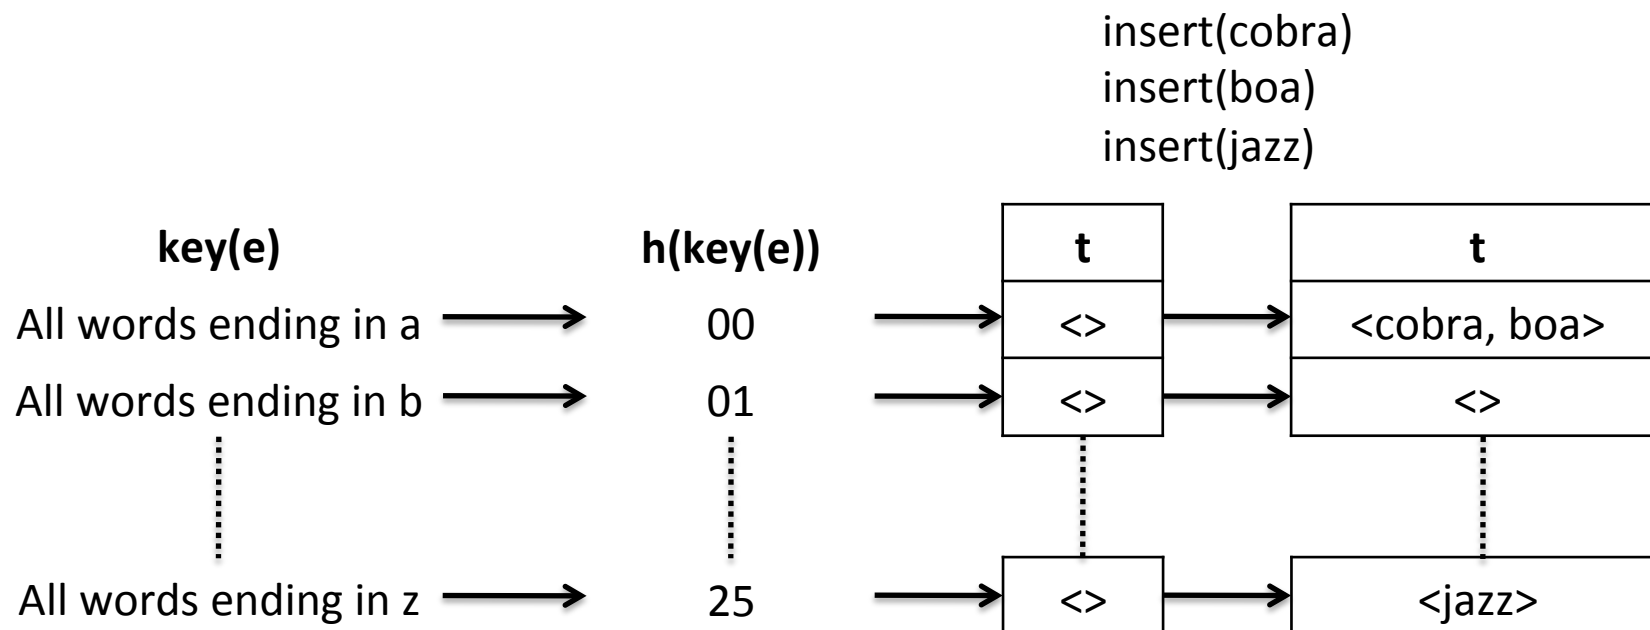 insert(cobra)
insert(boa)
insert(jazz)
key(e) h(key(e)) t t
All words ending in a 00 <> <cobra, boa>
All words ending in b 01 <> <>
All words ending in z 25 <> <jazz>